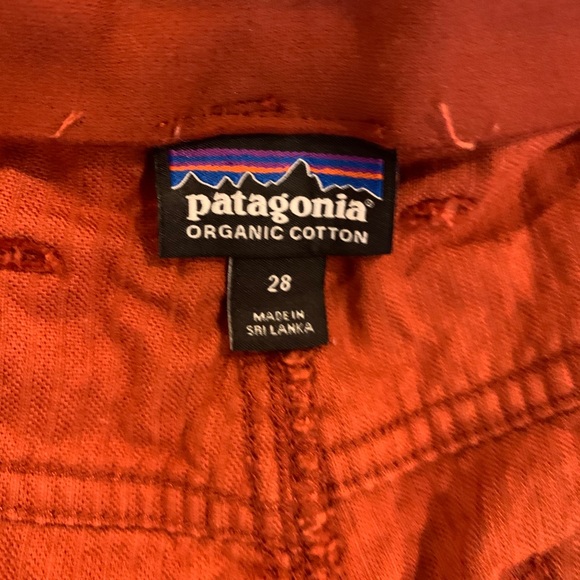 patagonia®
ORGANIC COTTON
28
MADE IN
SRI LANKA